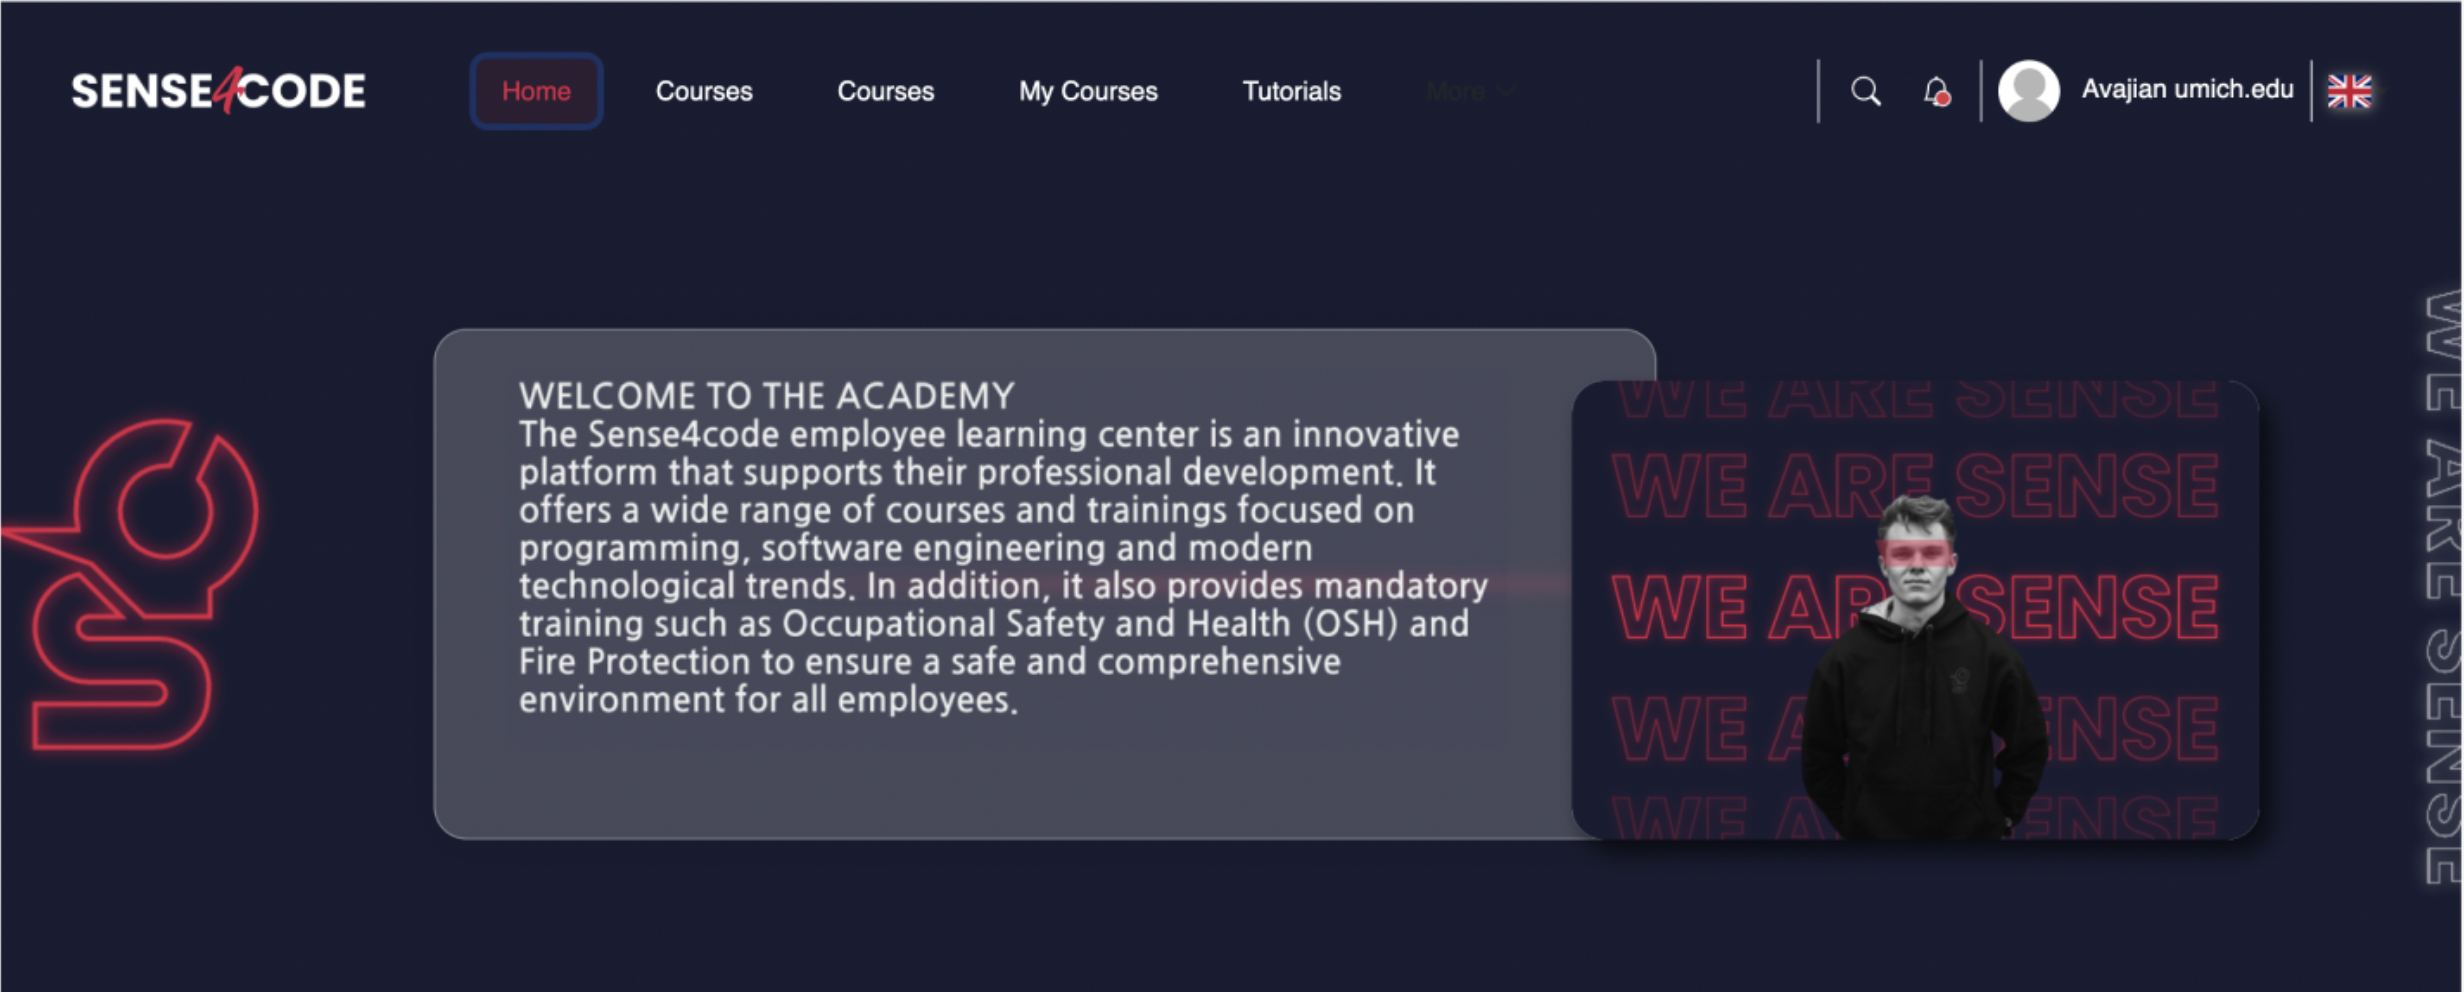 SENSE4CODE
Home
Courses
Courses
My Courses
Tutorials
More
Avajian umich.edu
WELCOME TO THE ACADEMY
The Sense4code employee learning center is an innovative
platform that supports their professional development. It
offers a wide range of courses and trainings focused on
programming, software engineering and modern
technological trends. In addition, it also provides mandatory
training such as Occupational Safety and Health (OSH) and
Fire Protection to ensure a safe and comprehensive
environment for all employees.
WE ARE SENSE
WE ARE SENSE
WE ARE SENSE
WE ARE SENSE
WE ARE SENSE
WE ARE SENSE